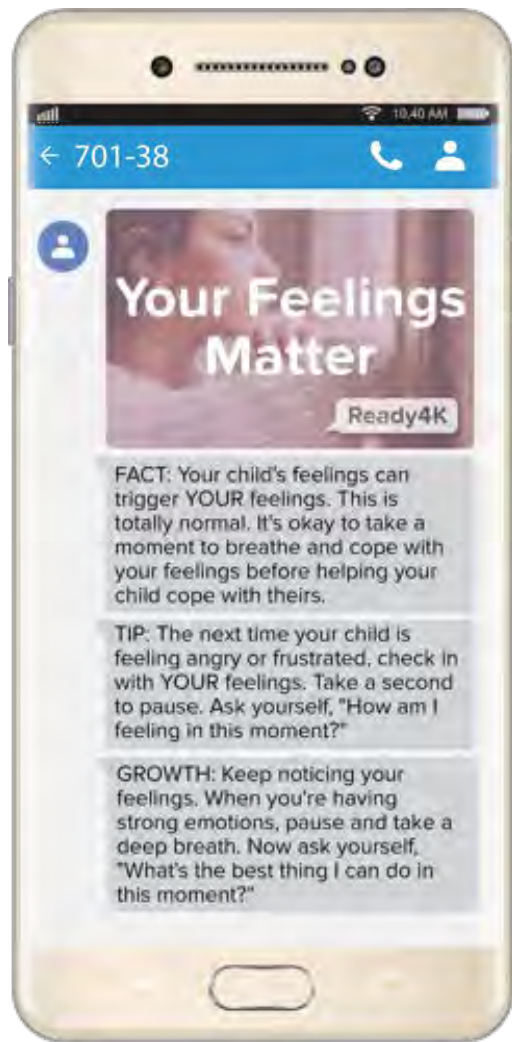 10.40 AM
701-38
Your Feelings
Matter
Ready4K
FACT: Your child's feelings can
trigger YOUR feelings. This is
totally normal. It's okay to take a
moment to breathe and cope with
your feelings before helping your
child cope with theirs.
TIP: The next time your child is
feeling angry or frustrated, check in
with YOUR feelings. Take a second
to pause. Ask yourself, "How am I
feeling in this moment?"
GROWTH: Keep noticing your
feelings. When you're having
strong emotions, pause and take a
deep breath. Now ask yourself,
"What's the best thing I can do in
this moment?"